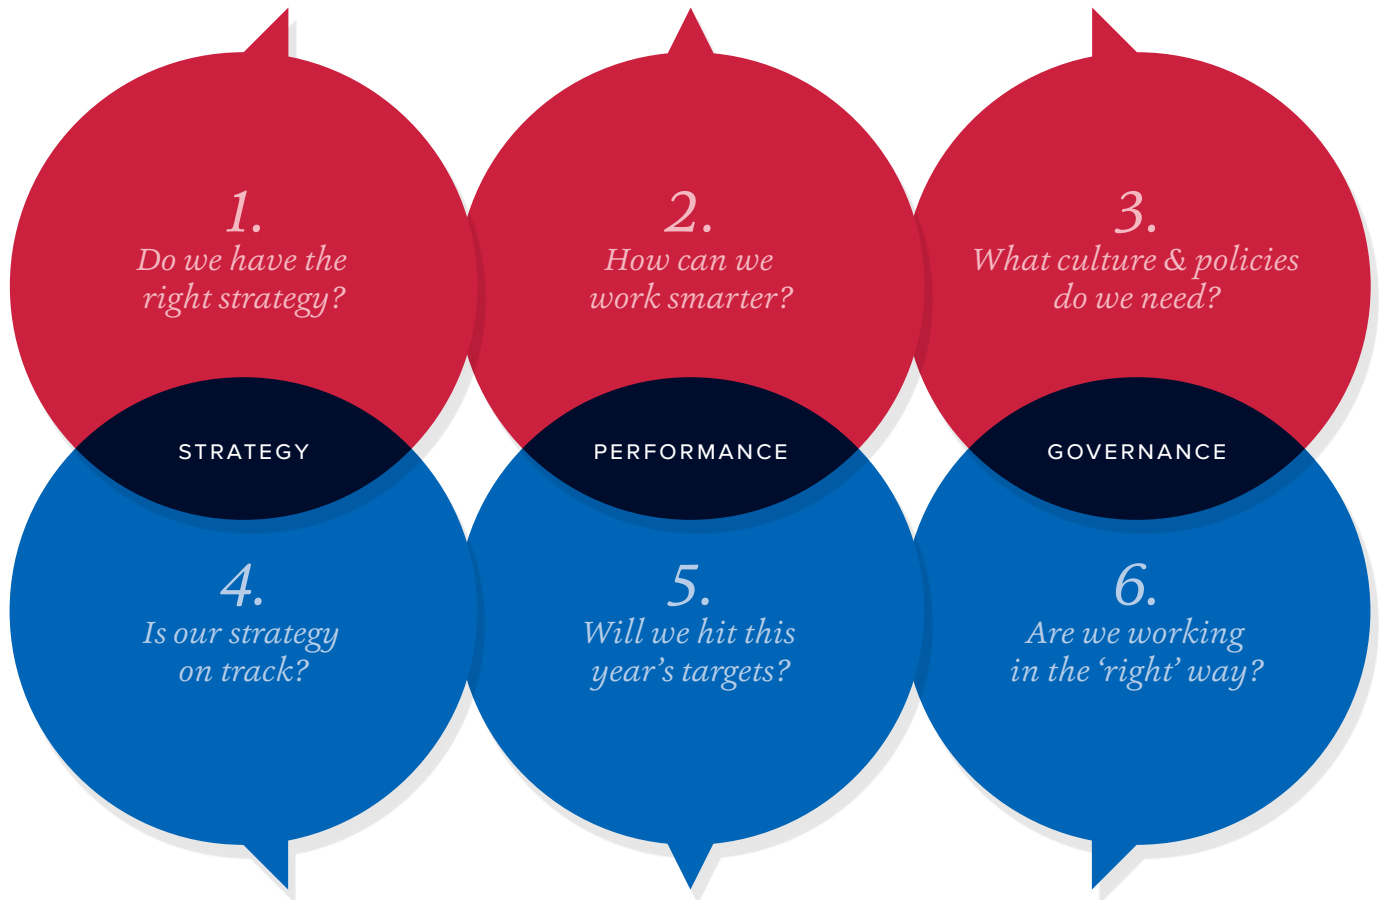 1.
Do we have the
right strategy?
2.
How can we
work smarter?
3.
What culture & policies
do we need?
STRATEGY
PERFORMANCE
GOVERNANCE
4.
Is our strategy
on track?
5.
Will we hit this
year’s targets?
6.
Are we working
in the ‘right’ way?